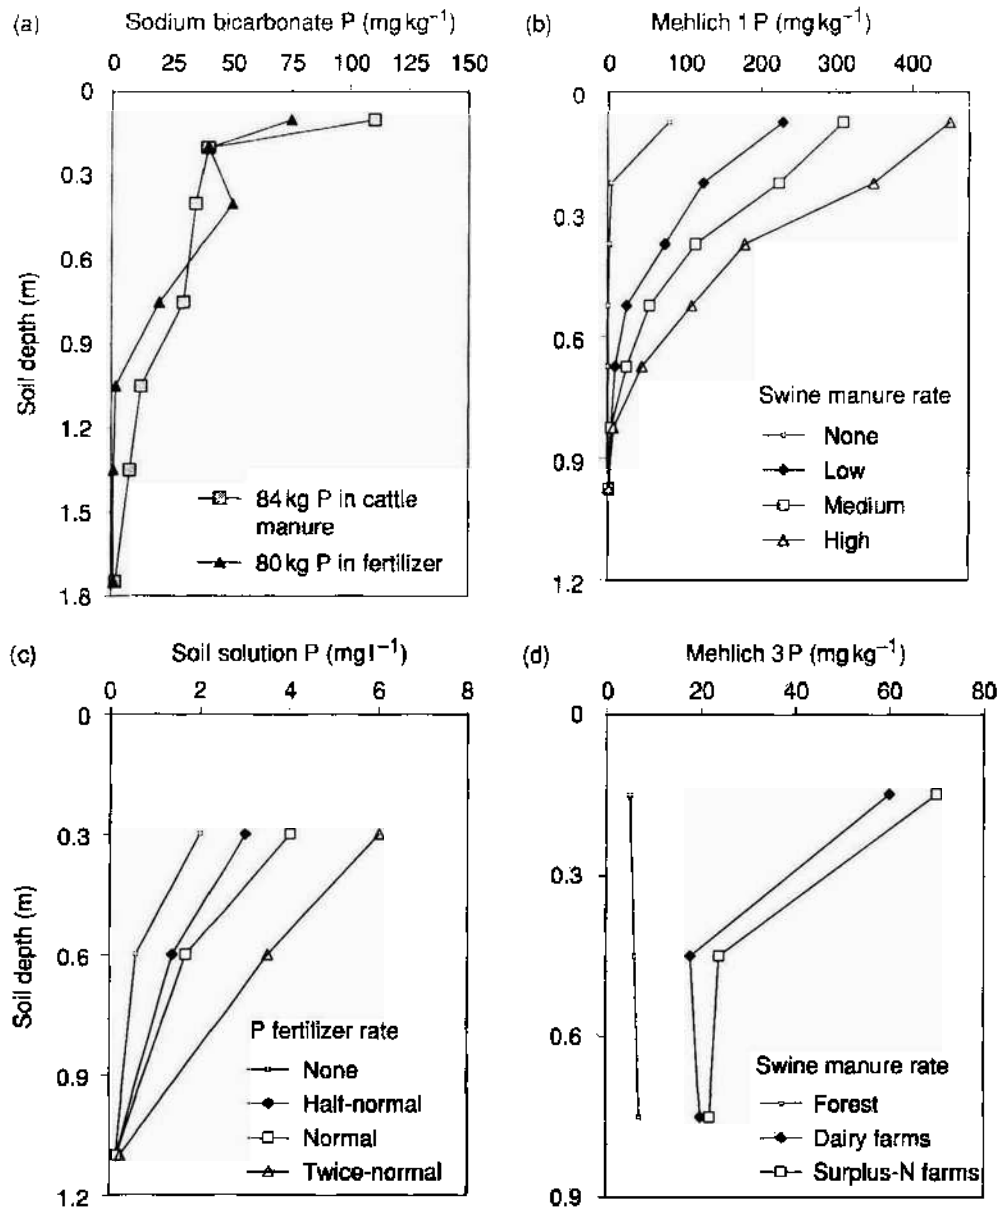 (a)
Sodium bicarbonate P (mg kg⁻¹)
0 25 50 75 100 125 150
0
0.3
0.6
0.9
1.2
1.5
1.8
Soil depth (m)
84 kg P in cattle
manure
80 kg P in fertilizer
(b)
Mehlich 1 P (mg kg⁻¹)
0 100 200 300 400
0
0.3
0.6
0.9
1.2
Swine manure rate
None
Low
Medium
High
(c)
Soil solution P (mg l⁻¹)
0 2 4 6 8
0
0.3
0.6
0.9
1.2
Soil depth (m)
P fertilizer rate
None
Half-normal
Normal
Twice-normal
(d)
Mehlich 3 P (mg kg⁻¹)
0 20 40 60 80
0
0.3
0.6
0.9
Swine manure rate
Forest
Dairy farms
Surplus-N farms